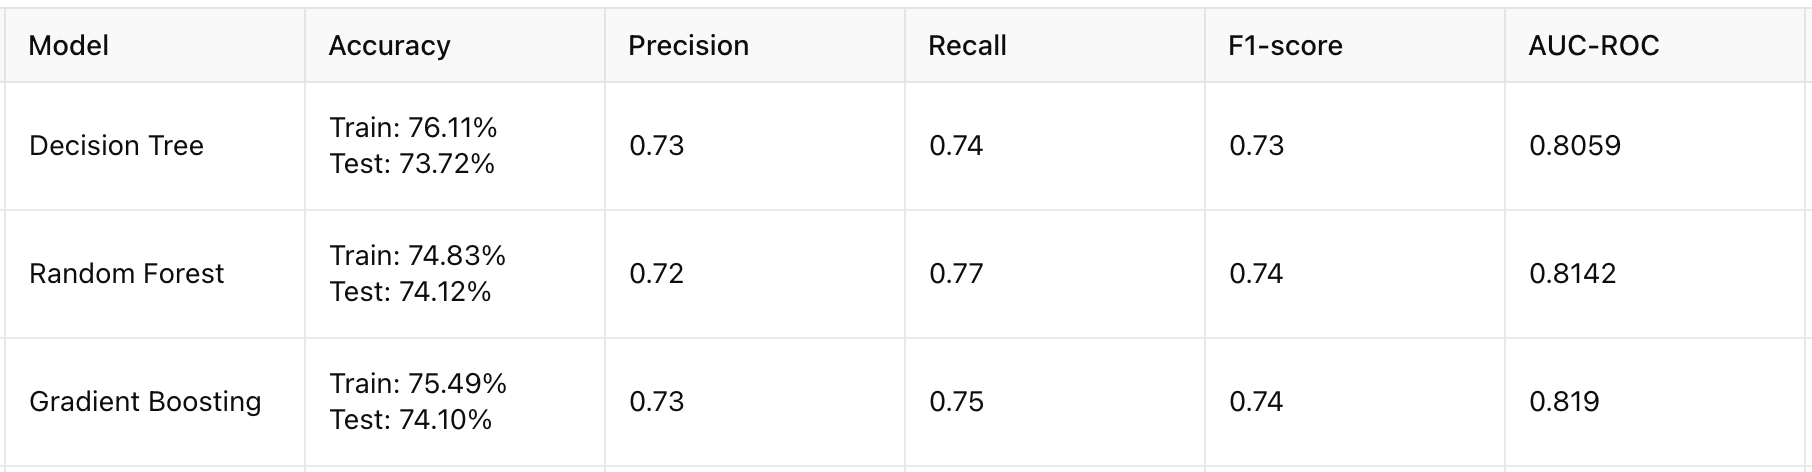 Model Accuracy Precision Recall F1-score AUC-ROC
Decision Tree
Train: 76.11%
Test: 73.72%
0.73 0.74 0.73 0.8059
Random Forest
Train: 74.83%
Test: 74.12%
0.72 0.77 0.74 0.8142
Gradient Boosting
Train: 75.49%
Test: 74.10%
0.73 0.75 0.74 0.819